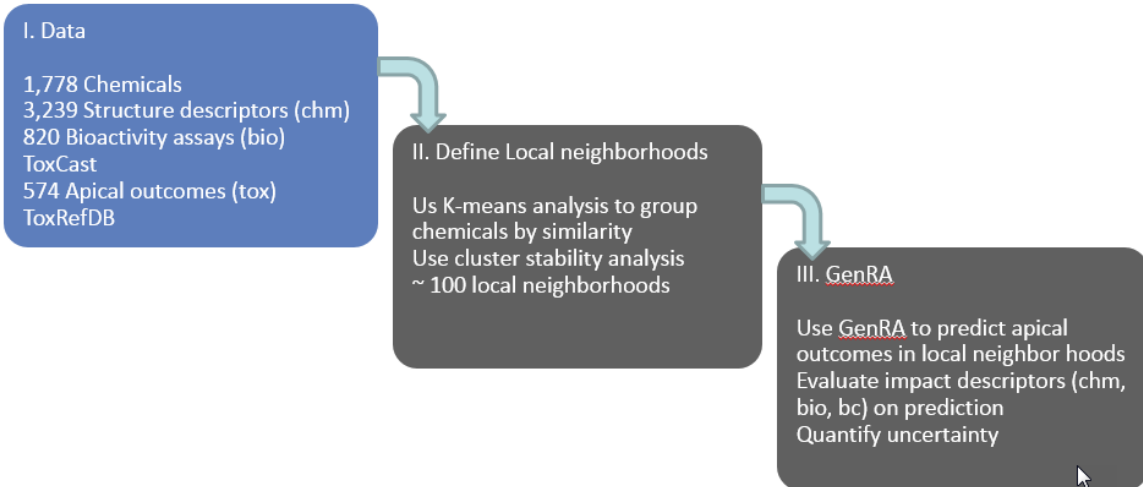 I. Data
1,778 Chemicals
3,239 Structure descriptors (chm)
820 Bioactivity assays (bio)
ToxCast
574 Apical outcomes (tox)
ToxRefDB
II. Define Local neighborhoods
Us K-means analysis to group
chemicals by similarity
Use cluster stability analysis
~ 100 local neighborhoods
III. GenRA
Use GenRA to predict apical
outcomes in local neighbor hoods
Evaluate impact descriptors (chm,
bio, bc) on prediction
Quantify uncertainty